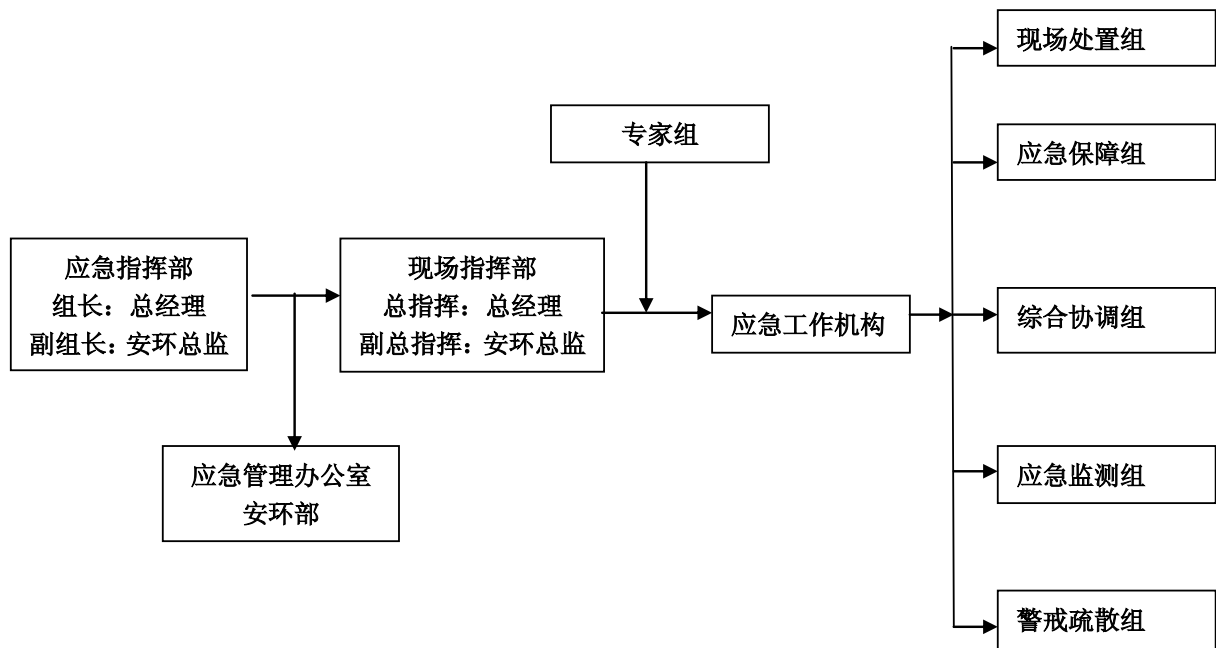 现场处置组
专家组
应急保障组
应急指挥部
组长：总经理
副组长：安环总监
现场指挥部
总指挥：总经理
副总指挥：安环总监
应急工作机构
综合协调组
应急管理办公室
安环部
应急监测组
警戒疏散组